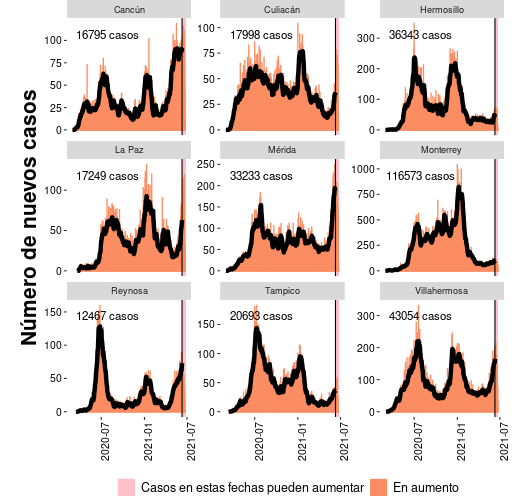 Número de nuevos casos
Cancún
16795 casos
100
75
50
25
0
Culiacán
17998 casos
100
75
50
25
0
Hermosillo
36343 casos
300
200
100
0
La Paz
17249 casos
100
50
0
Mérida
33233 casos
250
200
150
100
50
0
Monterrey
116573 casos
1000
750
500
250
0
Reynosa
12467 casos
150
100
50
0
Tampico
20693 casos
150
100
50
0
Villahermosa
43054 casos
300
200
100
0
2020-07
2021-01
2021-07
2020-07
2021-01
2021-07
2020-07
2021-01
2021-07
Casos en estas fechas pueden aumentar
En aumento